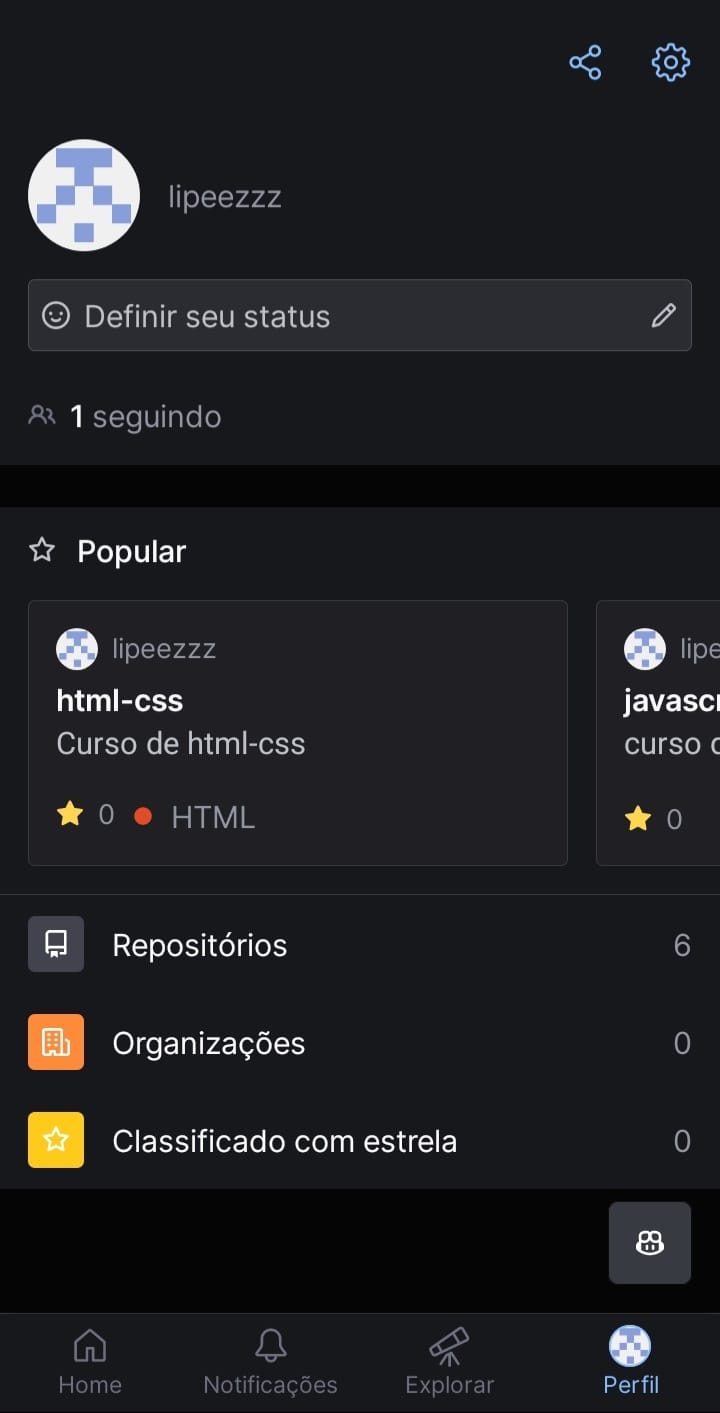 lipeezzz
Definir seu status
1 seguindo
Popular
lipeezzz
html-css
Curso de html-css
0 HTML
lipe
javascr
curso
0
Repositórios 6
Organizações 0
Classificado com estrela 0
Home Notificações Explorar Perfil